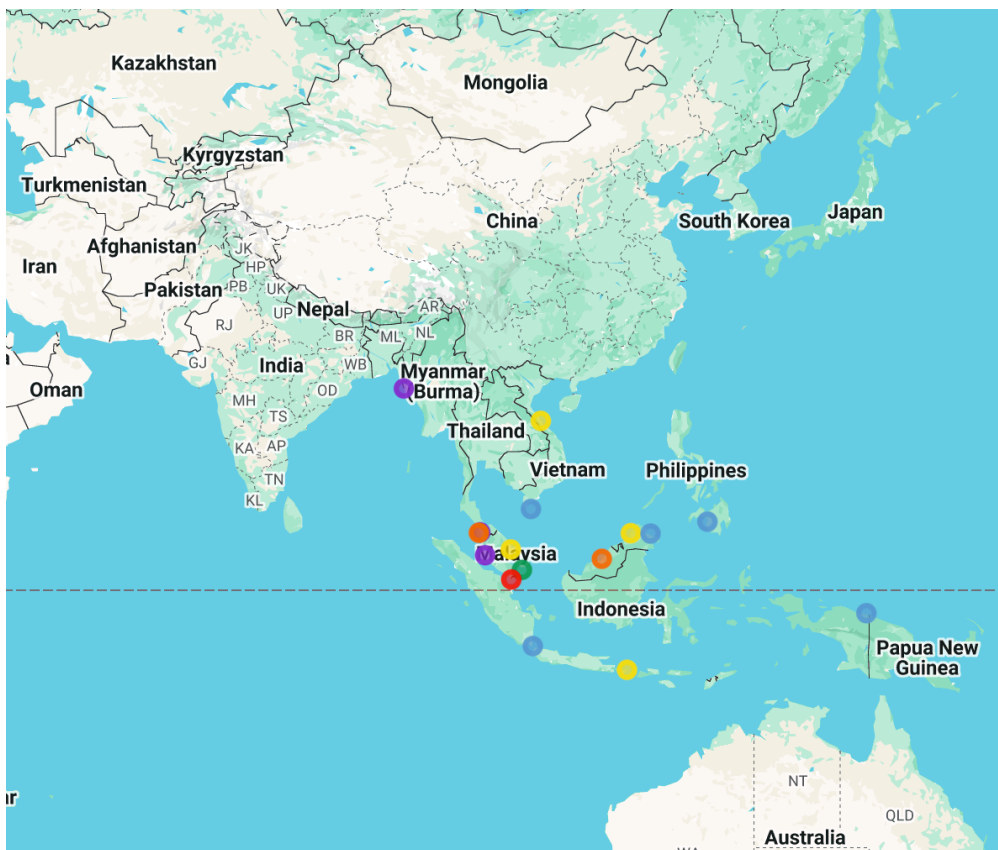 Kazakhstan
Mongolia
Kyrgyzstan
Turkmenistan
China
South Korea
Japan
Afghanistan
JK
HP
Iran
Pakistan
PB
UK
Nepal
UP
AR
RJ
BR
ML
NL
GJ
India
WB
Myanmar
(Burma)
Oman
OD
MH
TS
Thailand
KA
AP
TN
Vietnam
Philippines
KL
Malaysia
Indonesia
Papua New
Guinea
NT
QLD
Australia